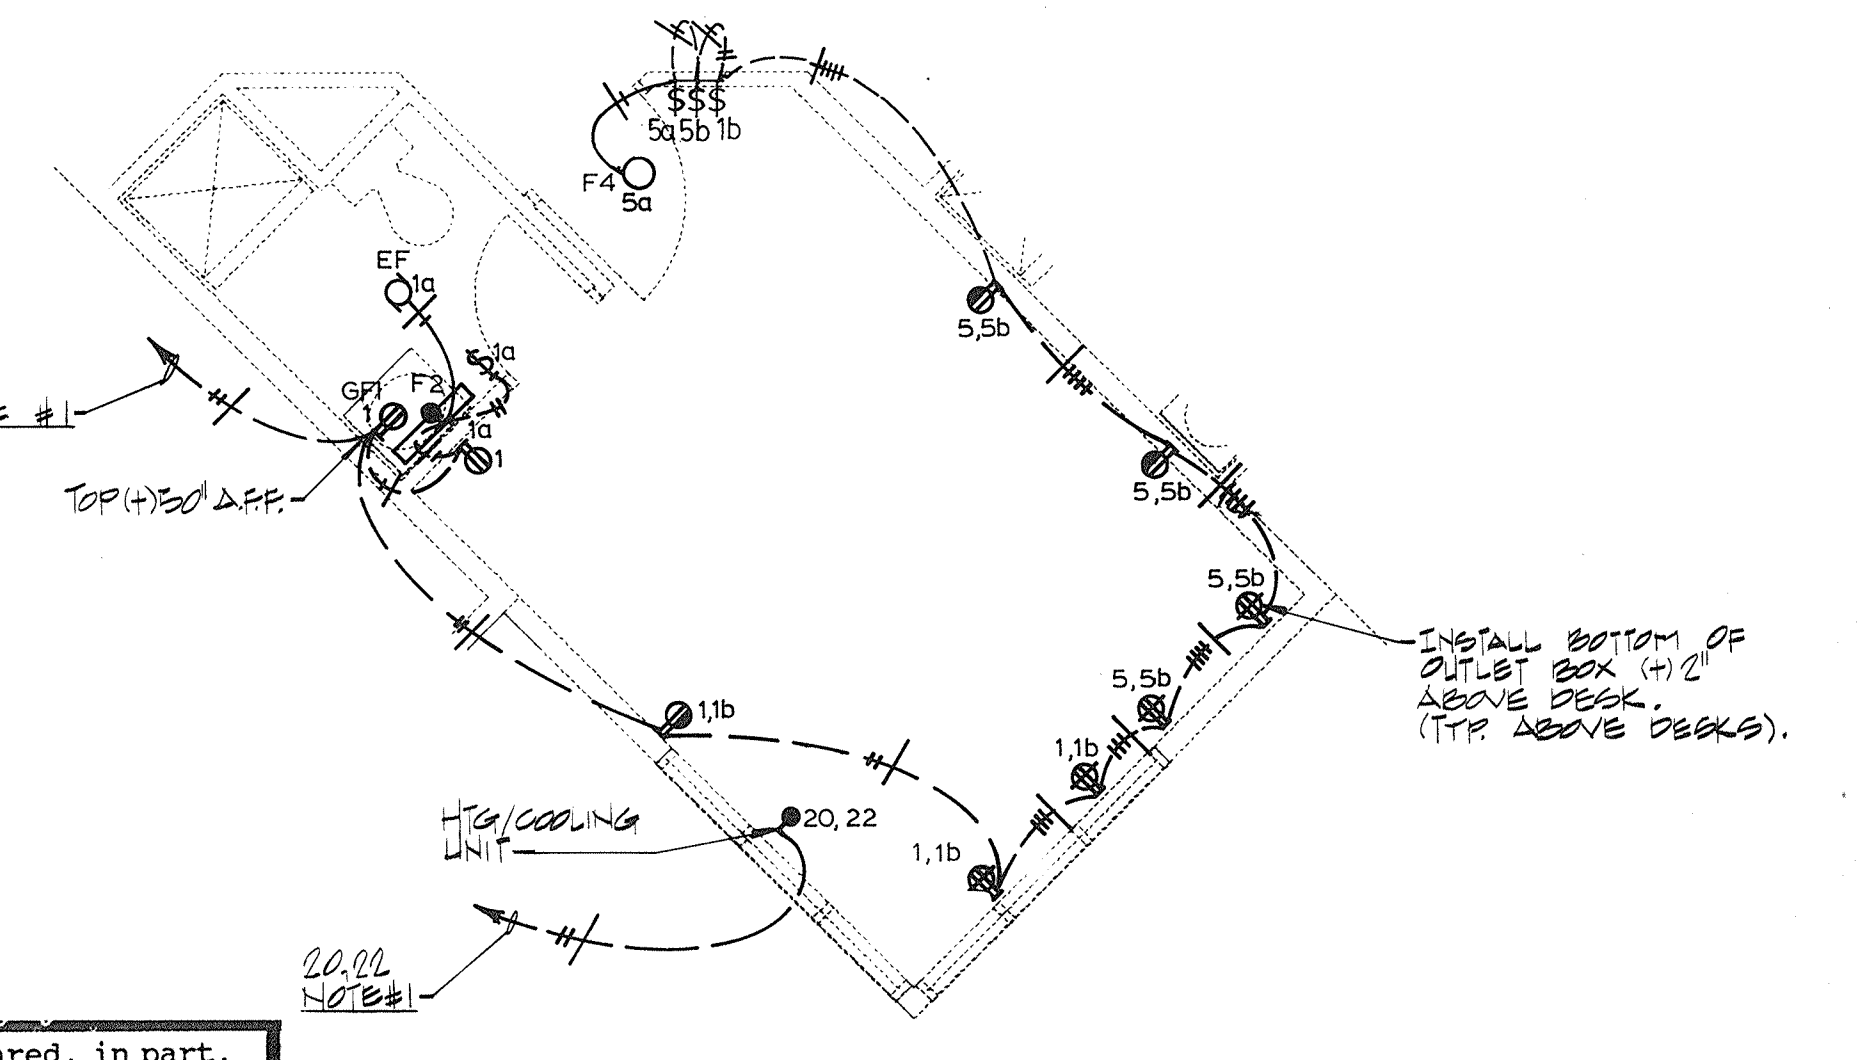 $ $ $
5a 5b 1b
F4
5a
EF
1a
5,5b
$ 1a
GFI
F2
1
#1
1a
1
TOP (+) 50" A.F.F.
5,5b
5,5b
INSTALL BOTTOM OF
OUTLET BOX (+) 2"
ABOVE DESK.
(TYP. ABOVE DESKS).
5,5b
1,1b
1,1b
HTG/COOLING
UNIT
20, 22
1,1b
20,22
NOTE #1
in part.